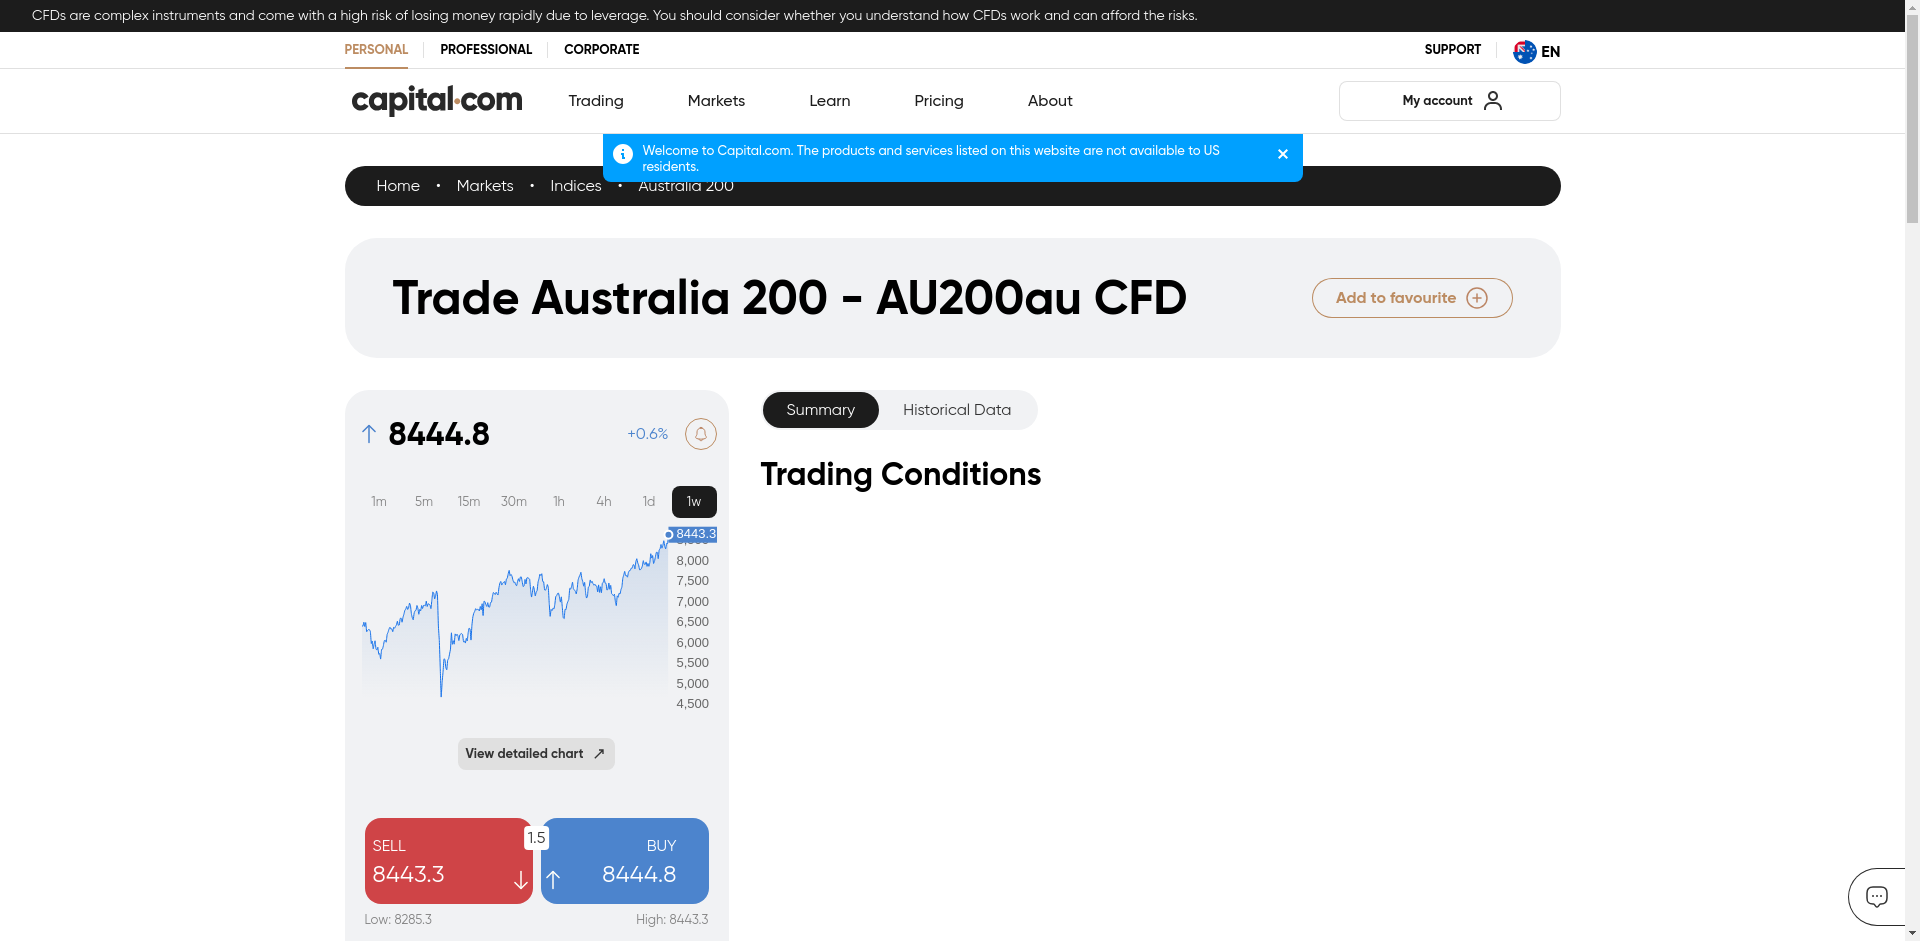 CFDs are complex instruments and come with a high risk of losing money rapidly due to leverage. You should consider whether you understand how CFDs work and can afford the risks.
PERSONAL PROFESSIONAL CORPORATE SUPPORT EN
capital.com Trading Markets Learn Pricing About My account
Welcome to Capital.com. The products and services listed on this website are not available to US
residents.
Home • Markets • Indices • Australia 200
Trade Australia 200 - AU200au CFD Add to favourite
8444.8 +0.6%
Summary Historical Data
Trading Conditions
1m 5m 15m 30m 1h 4h 1d 1w
8443.3
8,000
7,500
7,000
6,500
6,000
5,500
5,000
4,500
View detailed chart
SELL 1.5 BUY
8443.3 8444.8
Low: 8285.3 High: 8443.3